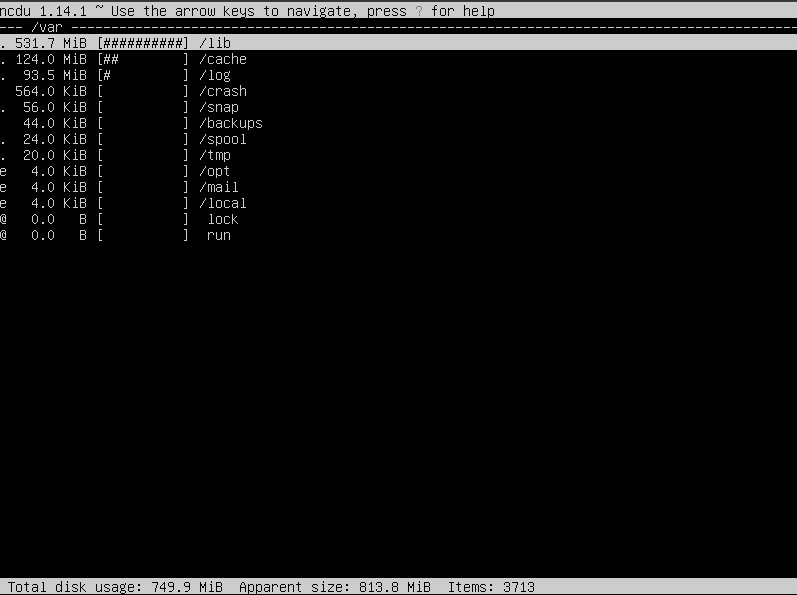 ncdu 1.14.1 ~ Use the arrow keys to navigate, press ? for help
--- /var -------------------------------------------------------------------------------------------
. 531.7 MiB [##########] /lib
. 124.0 MiB [##        ] /cache
.  93.5 MiB [#         ] /log
  564.0 KiB [          ] /crash
.  56.0 KiB [          ] /snap
   44.0 KiB [          ] /backups
.  24.0 KiB [          ] /spool
.  20.0 KiB [          ] /tmp
e   4.0 KiB [          ] /opt
e   4.0 KiB [          ] /mail
e   4.0 KiB [          ] /local
@   0.0   B [          ]  lock
@   0.0   B [          ]  run
Total disk usage: 749.9 MiB  Apparent size: 813.8 MiB  Items: 3713